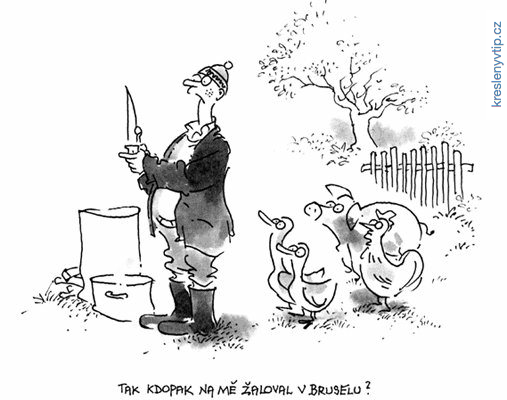 kreslenyvtip.cz
TAK KDOPAK NA MĚ ŽALOVAL V BRUSELU?